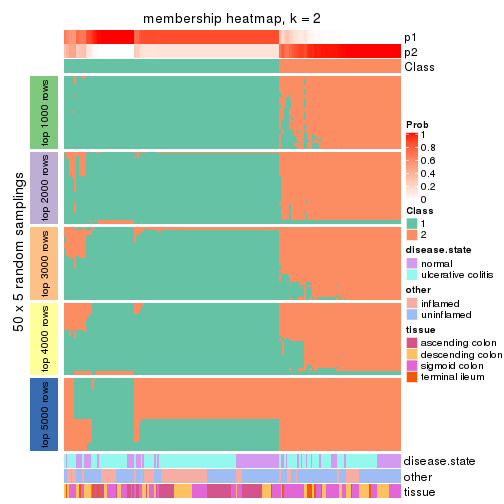 membership heatmap, k = 2
p1
p2
Class
50 x 5 random samplings
top 1000 rows
top 2000 rows
top 3000 rows
top 4000 rows
top 5000 rows
disease.state
other
tissue
Prob
1
0.8
0.6
0.4
0.2
0
Class
1
2
disease.state
normal
ulcerative colitis
other
inflamed
uninflamed
tissue
ascending colon
descending colon
sigmoid colon
terminal ileum